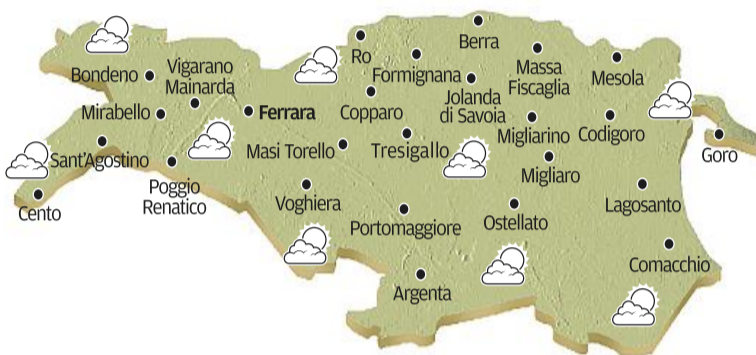 Berra
Ro
Formignana
Massa
Fiscaglia
Mesola
Bondeno
Vigarano
Mainarda
Mirabello
Ferrara
Copparo
Jolanda
di Savoia
Migliarino
Codigoro
Goro
Sant'Agostino
Masi Torello
Tresigallo
Migliaro
Cento
Poggio
Renatico
Voghiera
Portomaggiore
Ostellato
Lagosanto
Comacchio
Argenta